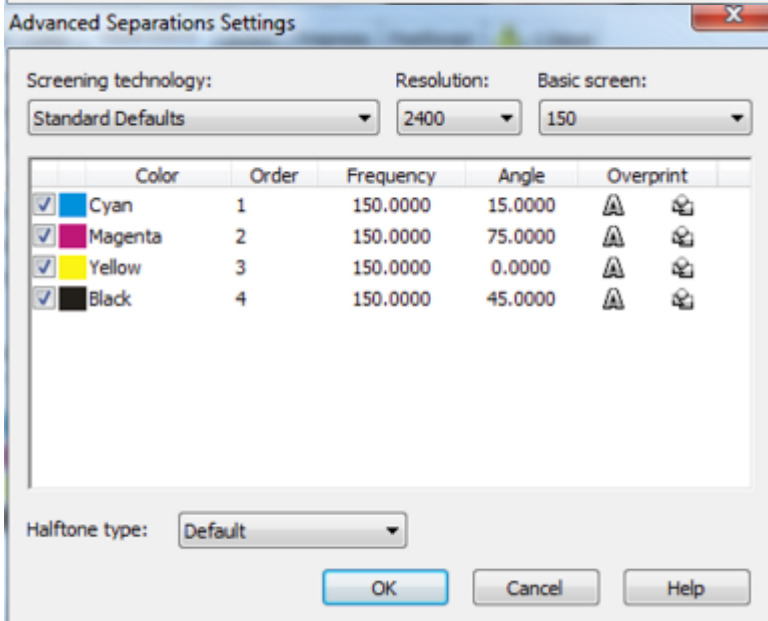 Advanced Separations Settings
Screening technology: Resolution: Basic screen:
Standard Defaults 2400 150
Color Order Frequency Angle Overprint
Cyan 1 150.0000 15.0000
Magenta 2 150.0000 75.0000
Yellow 3 150.0000 0.0000
Black 4 150.0000 45.0000
Halftone type: Default
OK Cancel Help